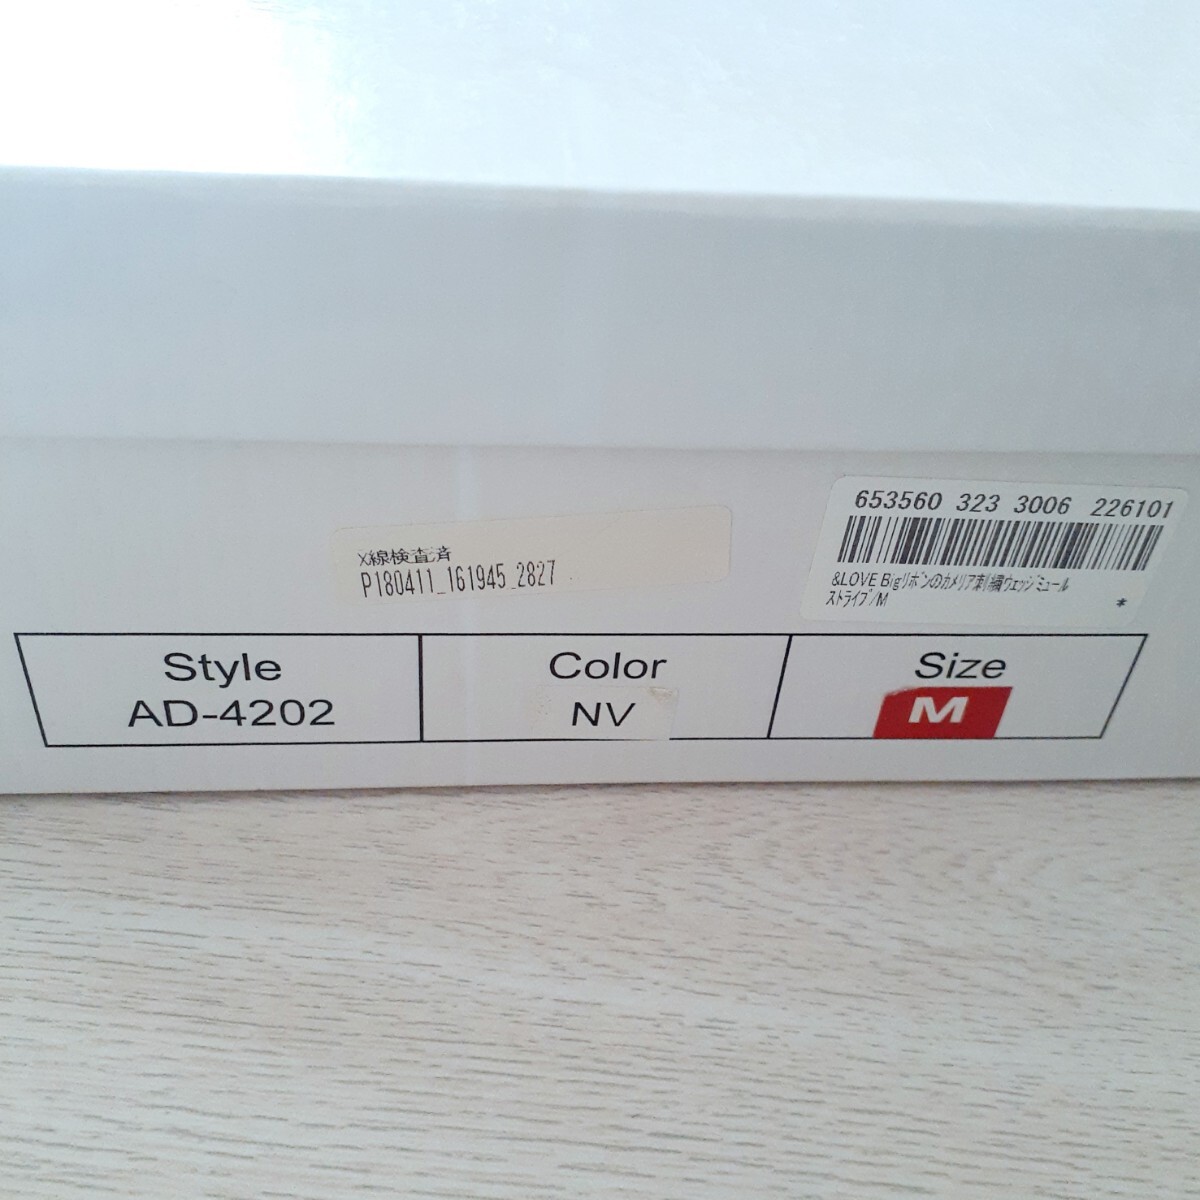 653560 323 3006 226101
&LOVE Bigリボンのカメリア刺繍ウェッジミュール
ストライプ/M *
X線検査済
P180411_161945_2827
Style Color Size
AD-4202 NV M